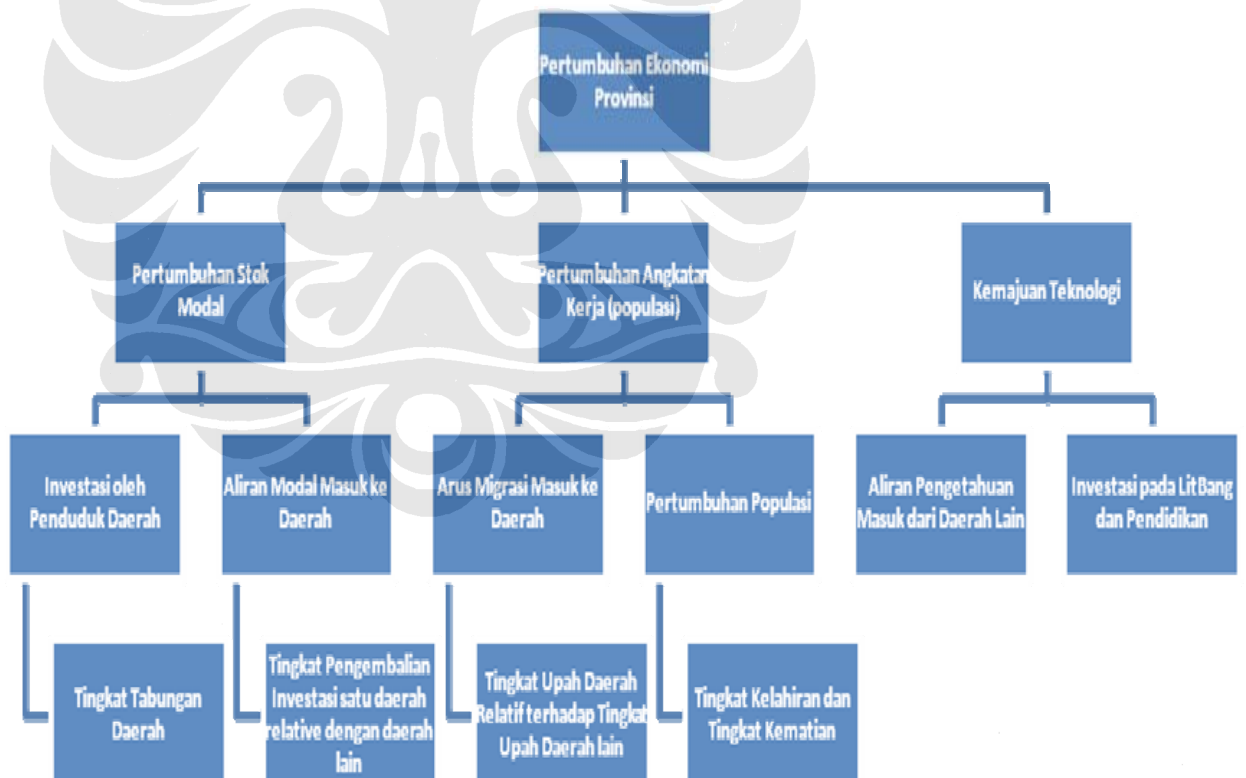 Pertumbuhan Ekonomi
Provinsi
Pertumbuhan Stok
Modal
Pertumbuhan Angkatan
Kerja (populasi)
Kemajuan Teknologi
Investasi oleh
Penduduk Daerah
Aliran Modal Masuk ke
Daerah
Arus Migrasi Masuk ke
Daerah
Pertumbuhan Populasi
Aliran Pengetahuan
Masuk dari Daerah Lain
Investasi pada LitBang
dan Pendidikan
Tingkat Tabungan
Daerah
Tingkat Pengembalian
Investasi satu daerah
relative dengan daerah
lain
Tingkat Upah Daerah
Relatif terhadap Tingkat
Upah Daerah lain
Tingkat Kelahiran dan
Tingkat Kematian